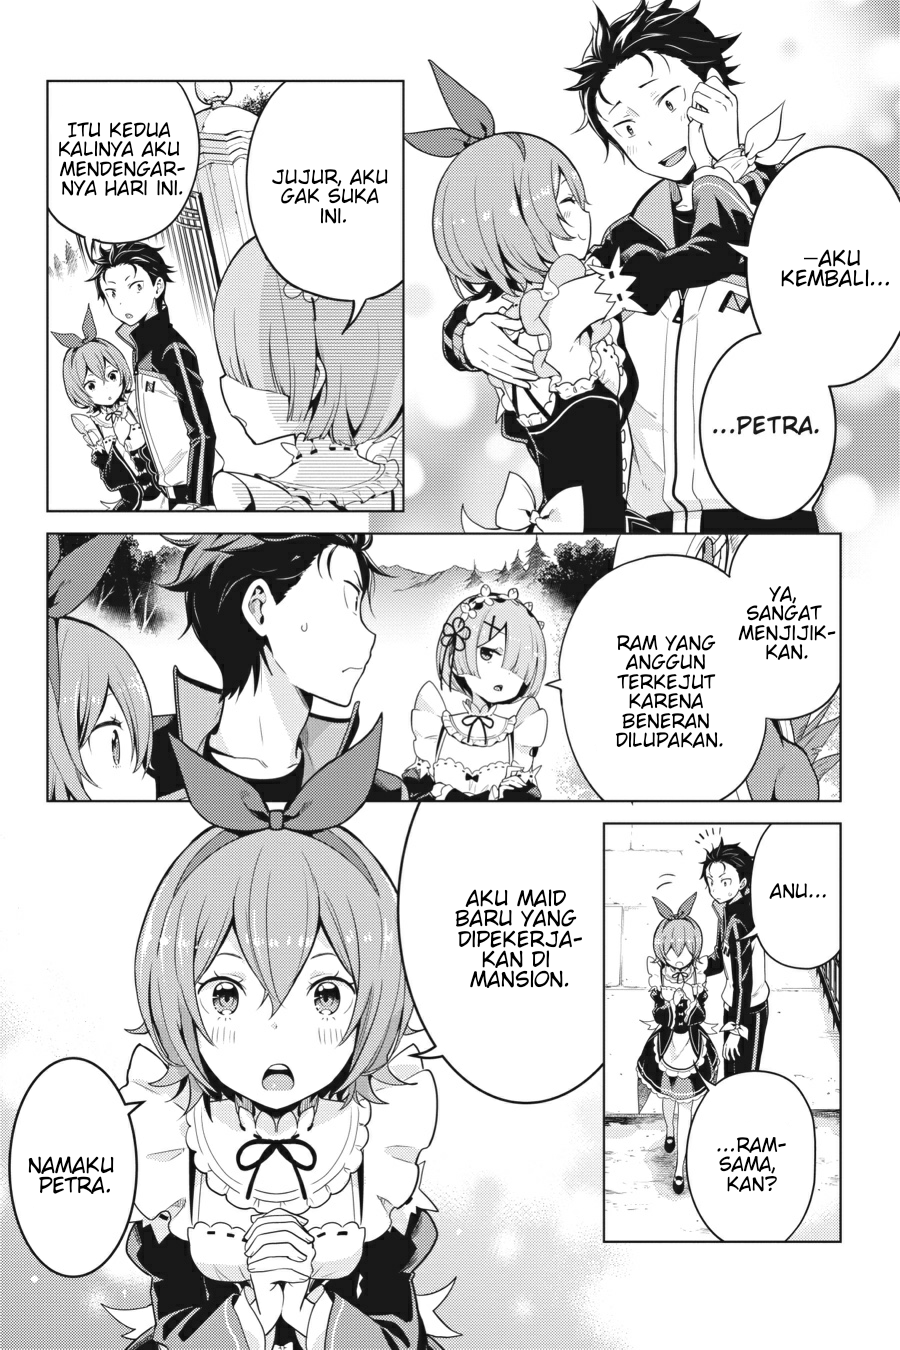 –AKU
KEMBALI...
...PETRA.
JUJUR, AKU
GAK SUKA
INI.
ITU KEDUA
KALINYA AKU
MENDENGAR-
NYA HARI INI.
YA,
SANGAT
MENJIJIK-
KAN.
RAM YANG
ANGGUN
TERKEJUT
KARENA
BENERAN
DILUPAKAN.
ANU...
...RAM-
SAMA,
KAN?
AKU MAID
BARU YANG
DIPEKERJA-
KAN DI
MANSION.
NAMAKU
PETRA.